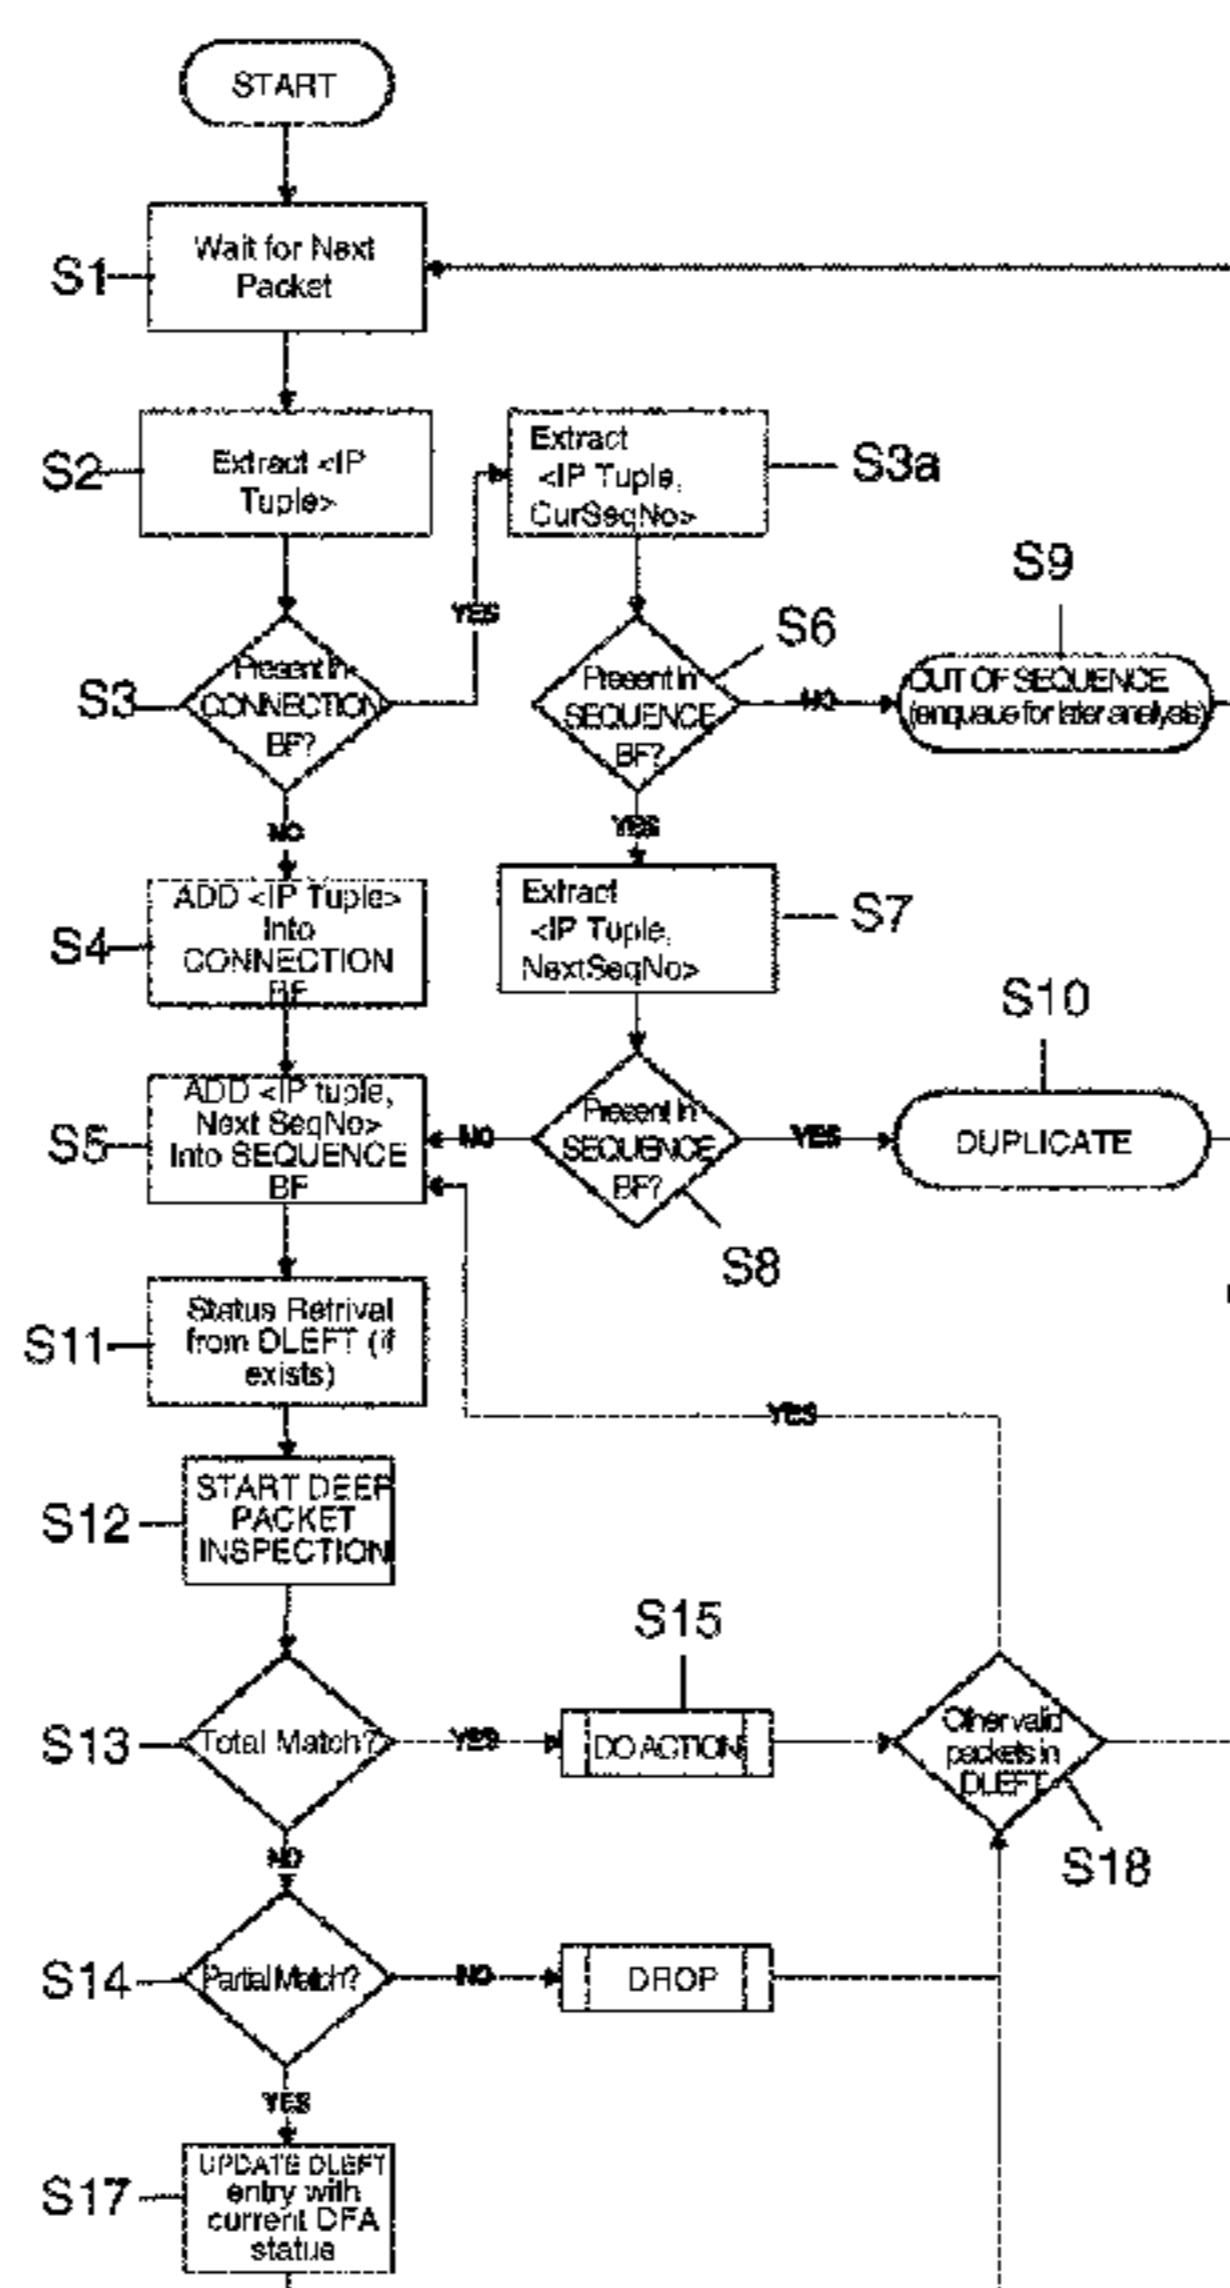 START
Wait for Next
Packet
S1
Extract <IP
Tuple>
S2
Extract
<IP Tuple,
CurSeqNo>
S3a
YES
S9
S6
Present in
CONNECTION
BF?
S3
Present in
SEQUENCE
BF?
NO
OUT OF SEQUENCE
(enqueue for later analysis)
NO
YES
ADD <IP Tuple>
Into
CONNECTION
BF
S4
Extract
<IP Tuple,
NextSeqNo>
S7
S10
ADD <IP tuple,
Next SeqNo>
Into SEQUENCE
BF
S5
NO
Present in
SEQUENCE
BF?
YES
DUPLICATE
S8
Status Retrival
from DLEFT (if
exists)
S11
YES
START DEEP
PACKET
INSPECTION
S12
S15
S13
Total Match?
YES
DO ACTION
Other valid
packets in
DLEFT
S18
NO
S14
Partial Match?
NO
DROP
YES
UPDATE DLEFT
entry with
current DFA
status
S17